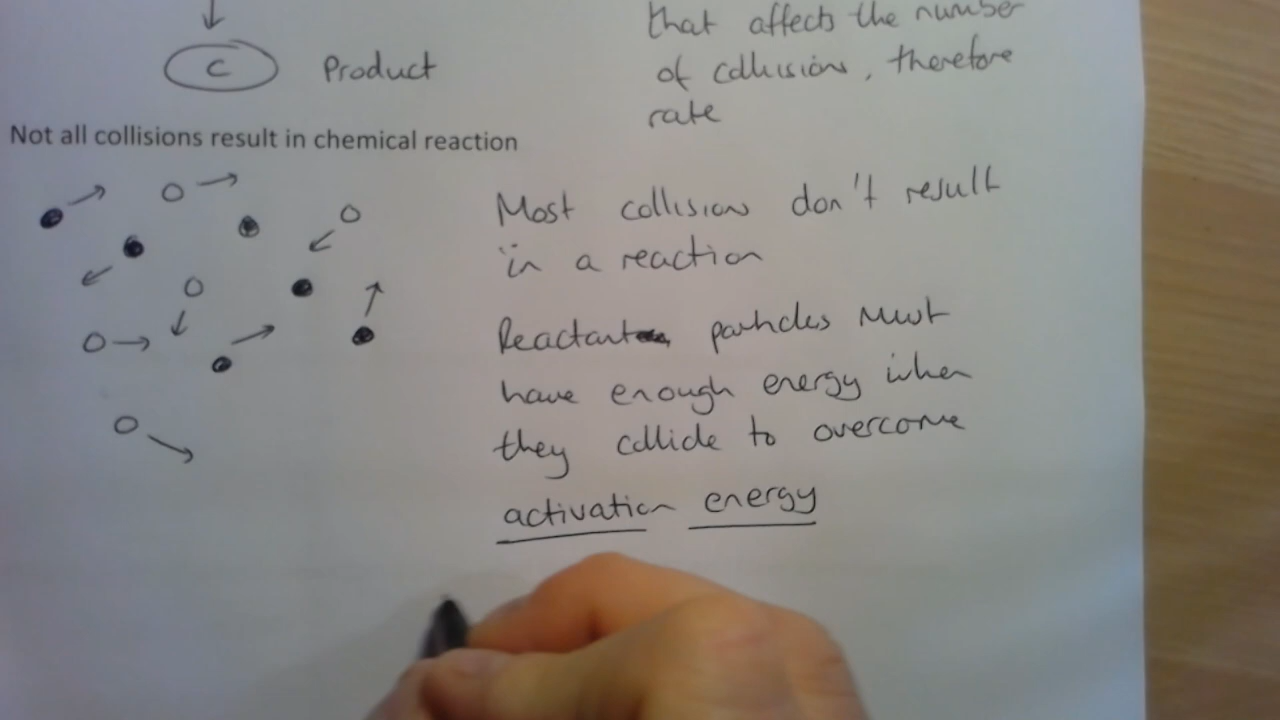 that affects the number
of collisions, therefore
rate
C Product
Not all collisions result in chemical reaction
Most collisions don't result
in a reaction
Reactant particles must
have enough energy when
they collide to overcome
activation energy